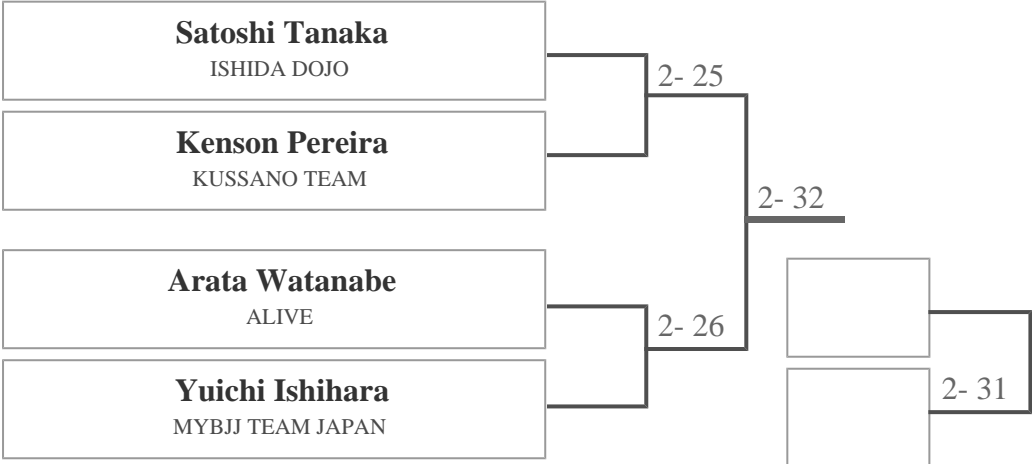 Satoshi Tanaka
ISHIDA DOJO
2- 25
Kenson Pereira
KUSSANO TEAM
2- 32
Arata Watanabe
ALIVE
2- 26
Yuichi Ishihara
MYBJJ TEAM JAPAN
2- 31